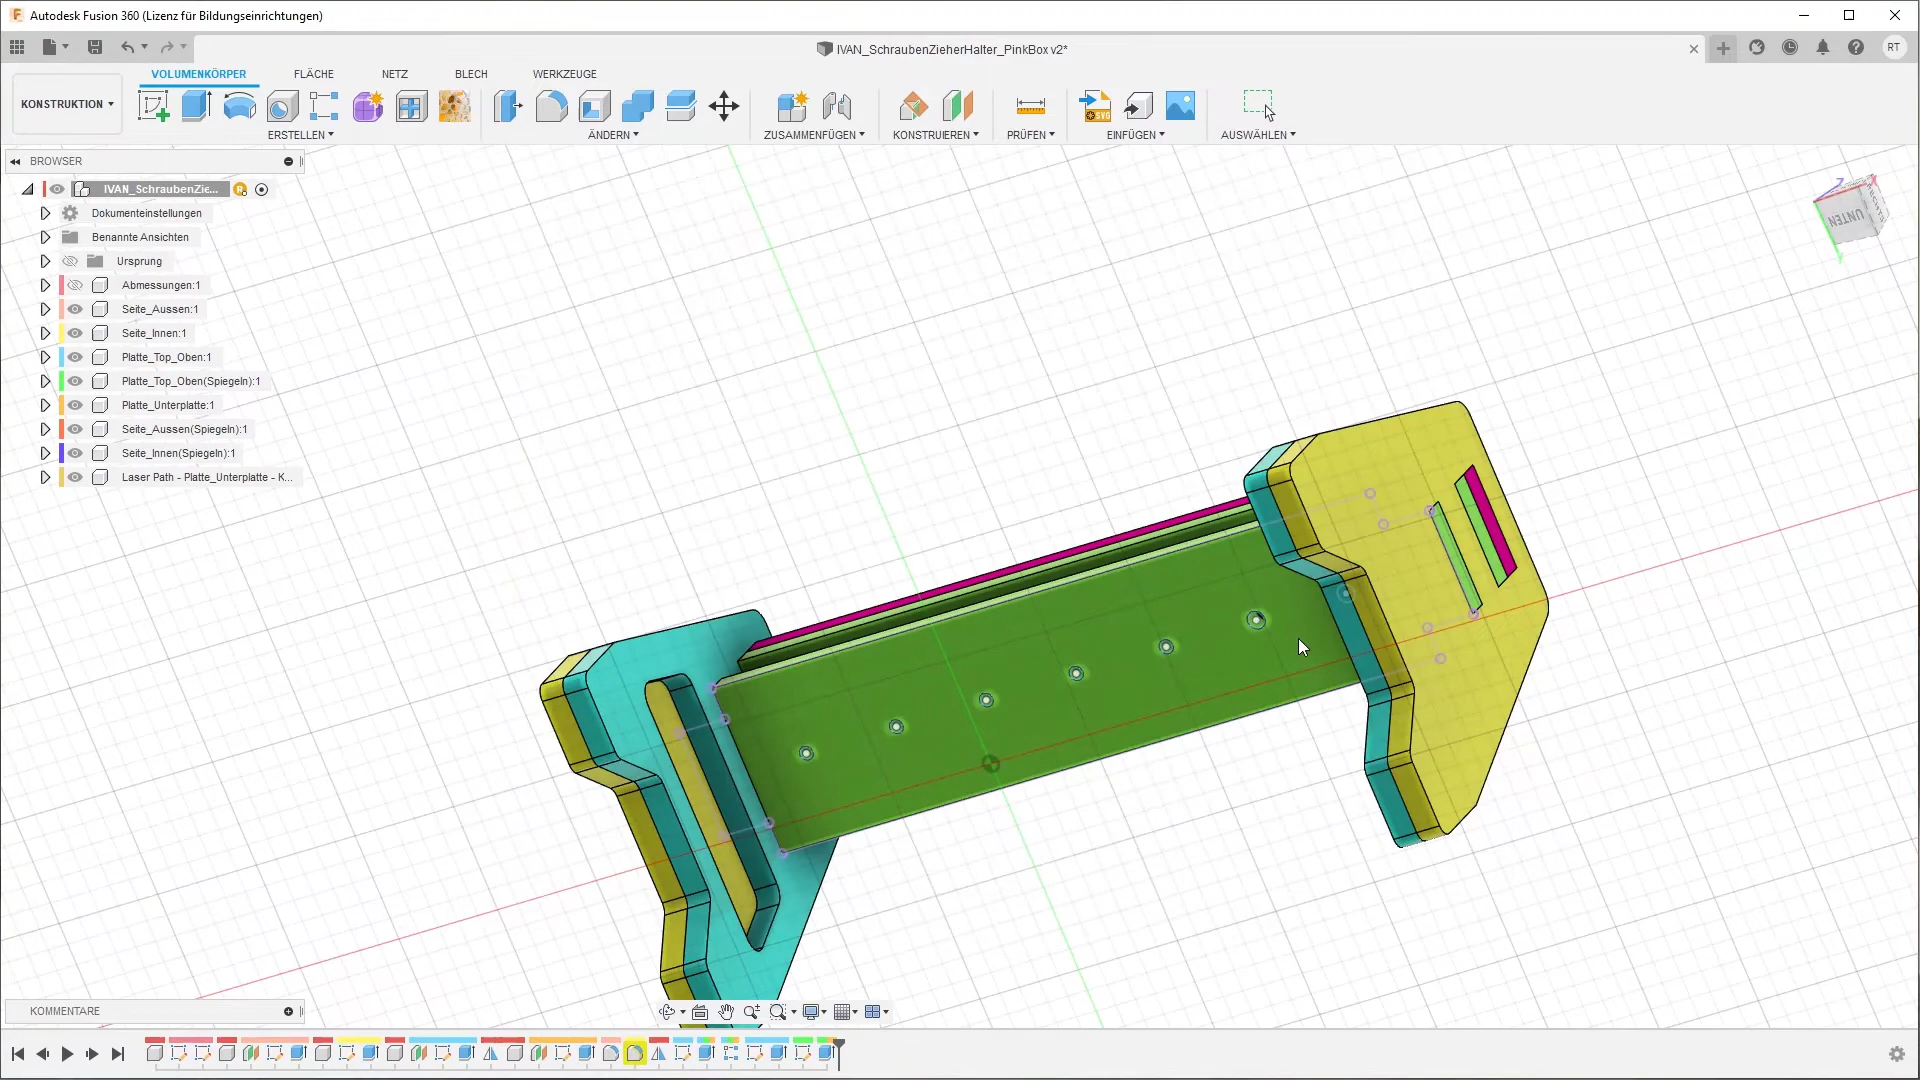 Autodesk Fusion 360 (Lizenz für Bildungseinrichtungen)
IVAN_SchraubenZieherHalter_PinkBox v2*
RT
KONSTRUKTION
VOLUMENKÖRPER
FLÄCHE
NETZ
BLECH
WERKZEUGE
ERSTELLEN
ÄNDERN
ZUSAMMENFÜGEN
KONSTRUIEREN
PRÜFEN
EINFÜGEN
AUSWÄHLEN
BROWSER
IVAN_SchraubenZie...
Dokumenteinstellungen
Benannte Ansichten
Ursprung
Abmessungen:1
Seite_Aussen:1
Seite_Innen:1
Platte_Top_Oben:1
Platte_Top_Oben(Spiegeln):1
Platte_Unterplatte:1
Seite_Aussen(Spiegeln):1
Seite_Innen(Spiegeln):1
Laser Path - Platte_Unterplatte - K...
Z
X
UNTEN
KOMMENTARE